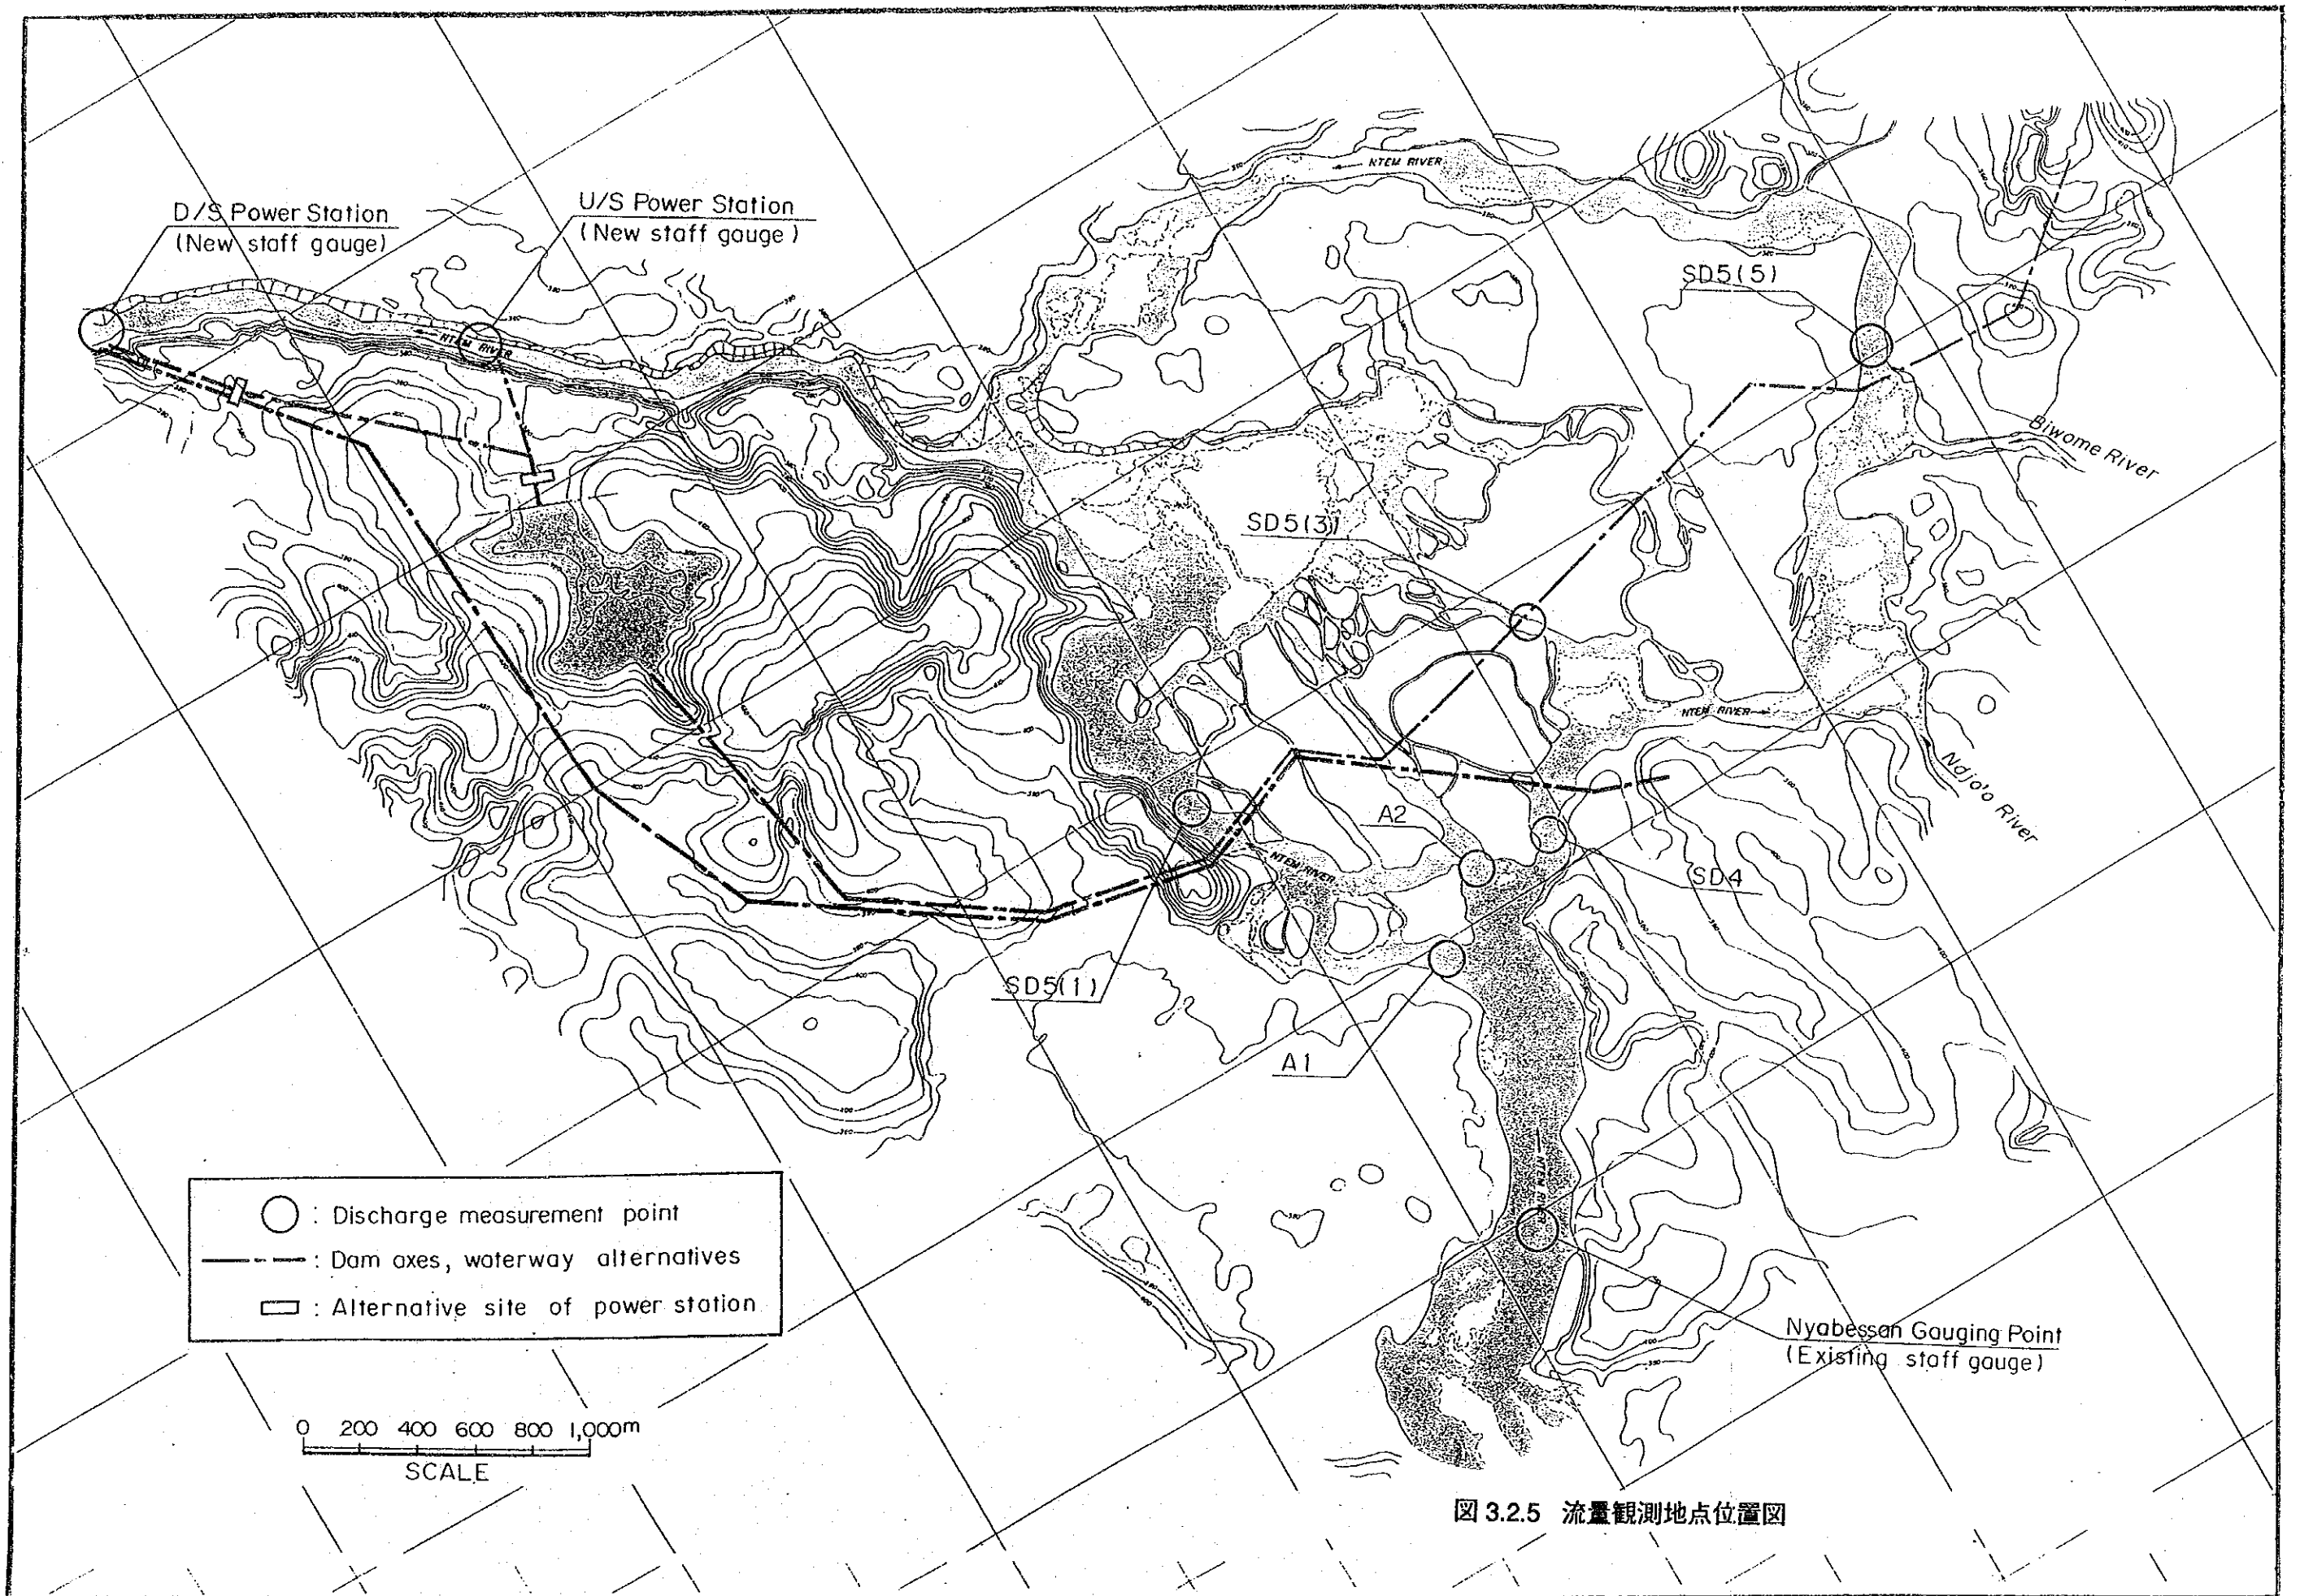 NTEM RIVER
D/S Power Station
(New staff gauge)
U/S Power Station
(New staff gauge)
SD5(5)
NTEM RIVER
Biwome River
SD5(3)
NTEM RIVER
Ndjo'o River
A2
NTEM RIVER
SD4
SD5(1)
A1
NTEM
○ : Discharge measurement point
: Dam axes, waterway alternatives
: Alternative site of power station
Nyabessan Gauging Point
(Existing staff gauge)
0 200 400 600 800 1,000m
SCALE
図 3.2.5 流量観測地点位置図